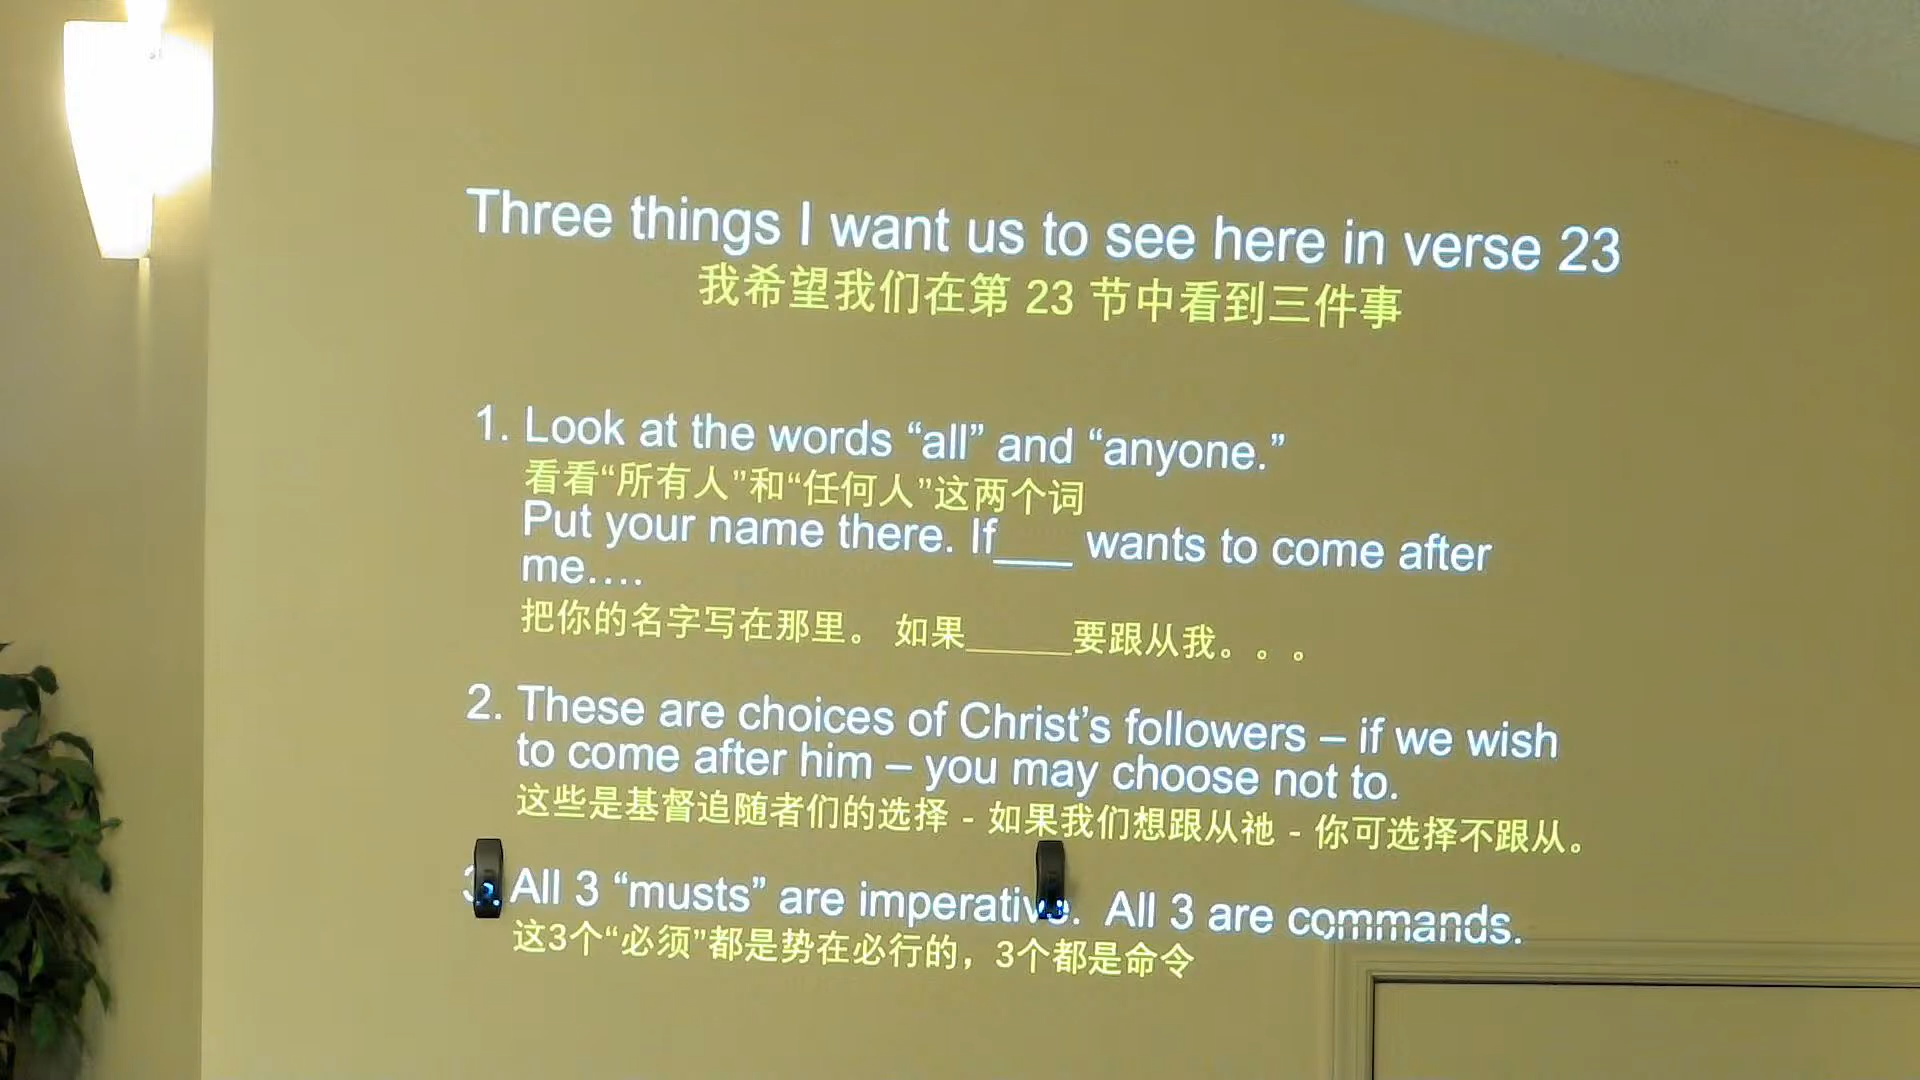 Three things I want us to see here in verse 23
我希望我们在第 23 节中看到三件事
1. Look at the words “all” and “anyone.”
看看“所有人”和“任何人”这两个词
Put your name there. If___ wants to come after
me….
把你的名字写在那里。 如果_____要跟从我。。。
2. These are choices of Christ’s followers – if we wish
to come after him – you may choose not to.
这些是基督追随者们的选择 - 如果我们想跟从祂 - 你可选择不跟从。
3. All 3 “musts” are imperative. All 3 are commands.
这3个“必须”都是势在必行的，3个都是命令